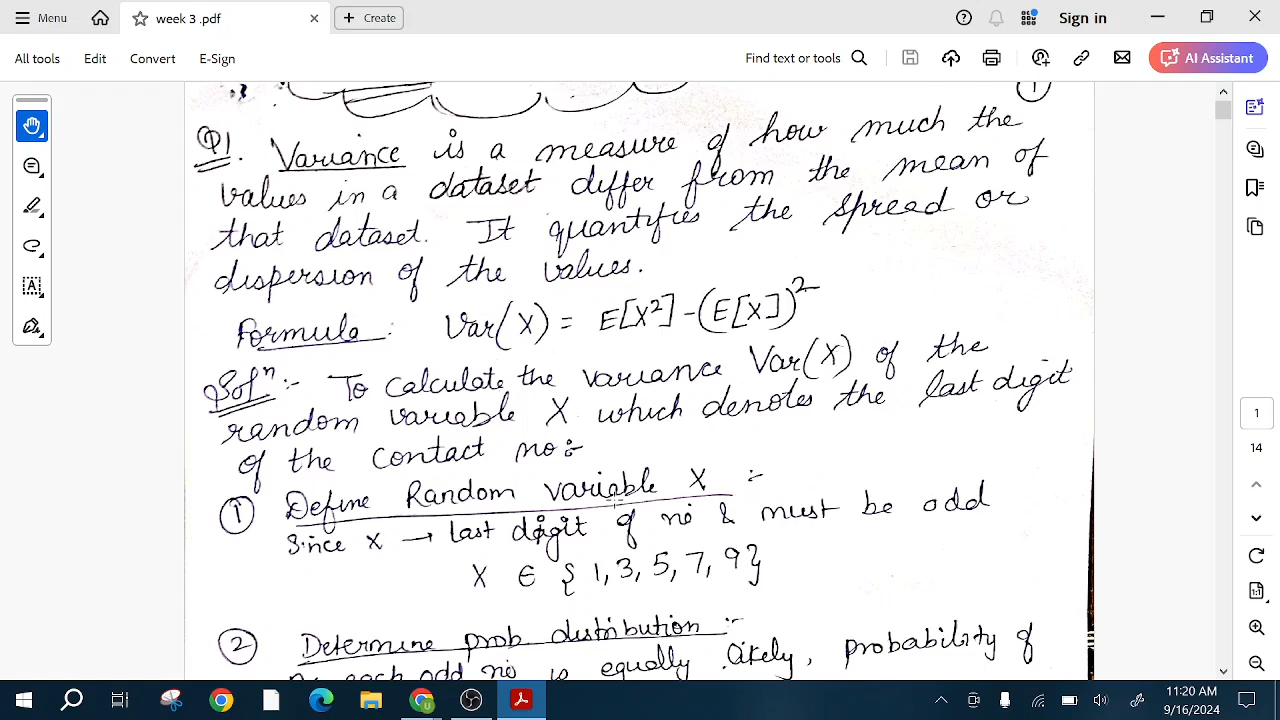 Menu
week 3 .pdf
Create
Sign in
All tools
Edit
Convert
E-Sign
Find text or tools
AI Assistant
1
Q1. Variance is a measure of how much the
values in a dataset differ from the mean of
that dataset. It quantifies the spread or
dispersion of the values.
Formula: Var(X) = E[X²] - (E[X])²
Solⁿ:- To calculate the variance Var(X) of the
random variable X which denotes the last digit
of the contact no:-
1 Define Random variable X :-
Since X → last digit of no & must be odd
X ∈ {1, 3, 5, 7, 9}
2 Determine prob distribution :-
each odd no is equally likely, probability of
1
14
11:20 AM
9/16/2024